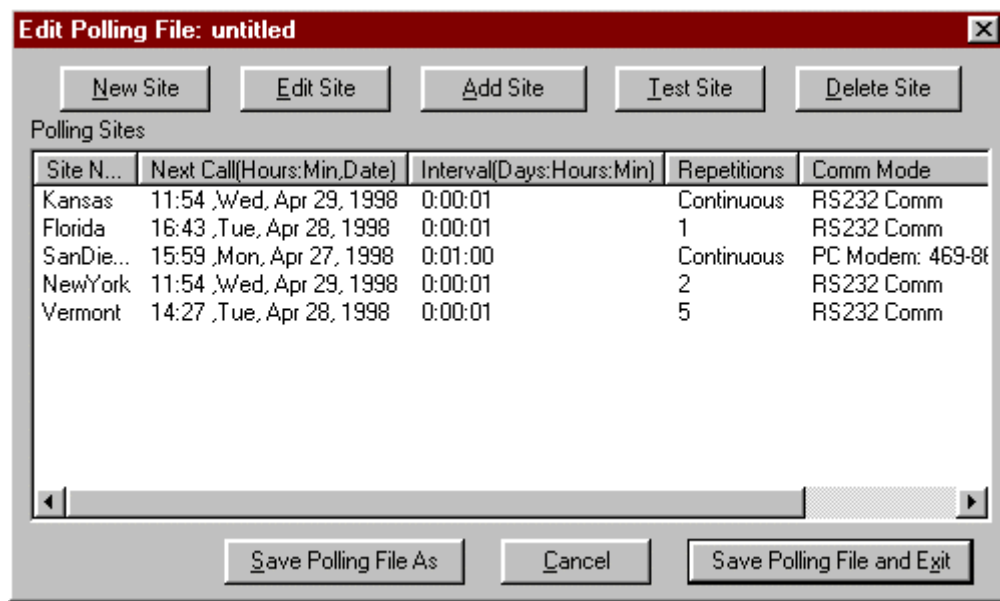 Edit Polling File: untitled
New Site Edit Site Add Site Test Site Delete Site
Polling Sites
Site N... Next Call(Hours:Min,Date) Interval(Days:Hours:Min) Repetitions Comm Mode
Kansas 11:54 ,Wed, Apr 29, 1998 0:00:01 Continuous RS232 Comm
Florida 16:43 ,Tue, Apr 28, 1998 0:00:01 1 RS232 Comm
SanDie... 15:59 ,Mon, Apr 27, 1998 0:01:00 Continuous PC Modem: 469-
NewYork 11:54 ,Wed, Apr 29, 1998 0:00:01 2 RS232 Comm
Vermont 14:27 ,Tue, Apr 28, 1998 0:00:01 5 RS232 Comm
Save Polling File As Cancel Save Polling File and Exit